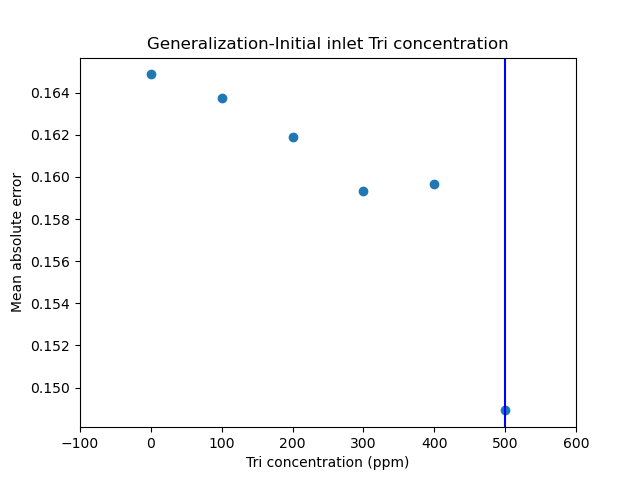 Generalization-Initial inlet Tri concentration
0.164
0.162
0.160
0.158
0.156
0.154
0.152
0.150
Mean absolute error
−100 0 100 200 300 400 500 600
Tri concentration (ppm)